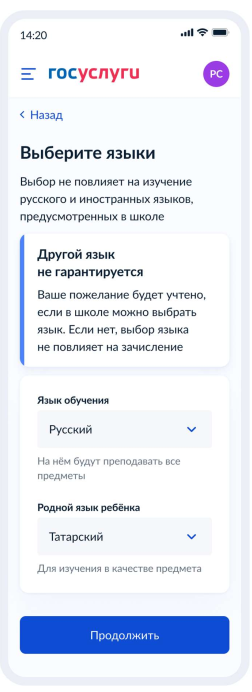 14:20
госуслуги
РС
Назад
Выберите языки
Выбор не повлияет на изучение
русского и иностранных языков,
предусмотренных в школе
Другой язык
не гарантируется
Ваше пожелание будет учтено,
если в школе можно выбрать
язык. Если нет, выбор языка
не повлияет на зачисление
Язык обучения
Русский
На нём будут преподавать все
предметы
Родной язык ребёнка
Татарский
Для изучения в качестве предмета
Продолжить